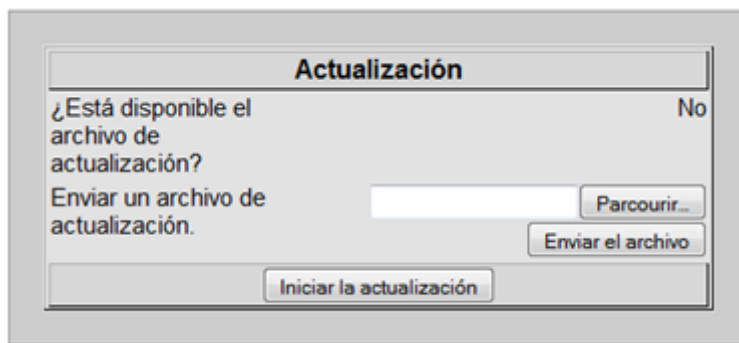 Actualización
¿Está disponible el No
archivo de
actualización?
Enviar un archivo de Parcourir...
actualización.
Enviar el archivo
Iniciar la actualización